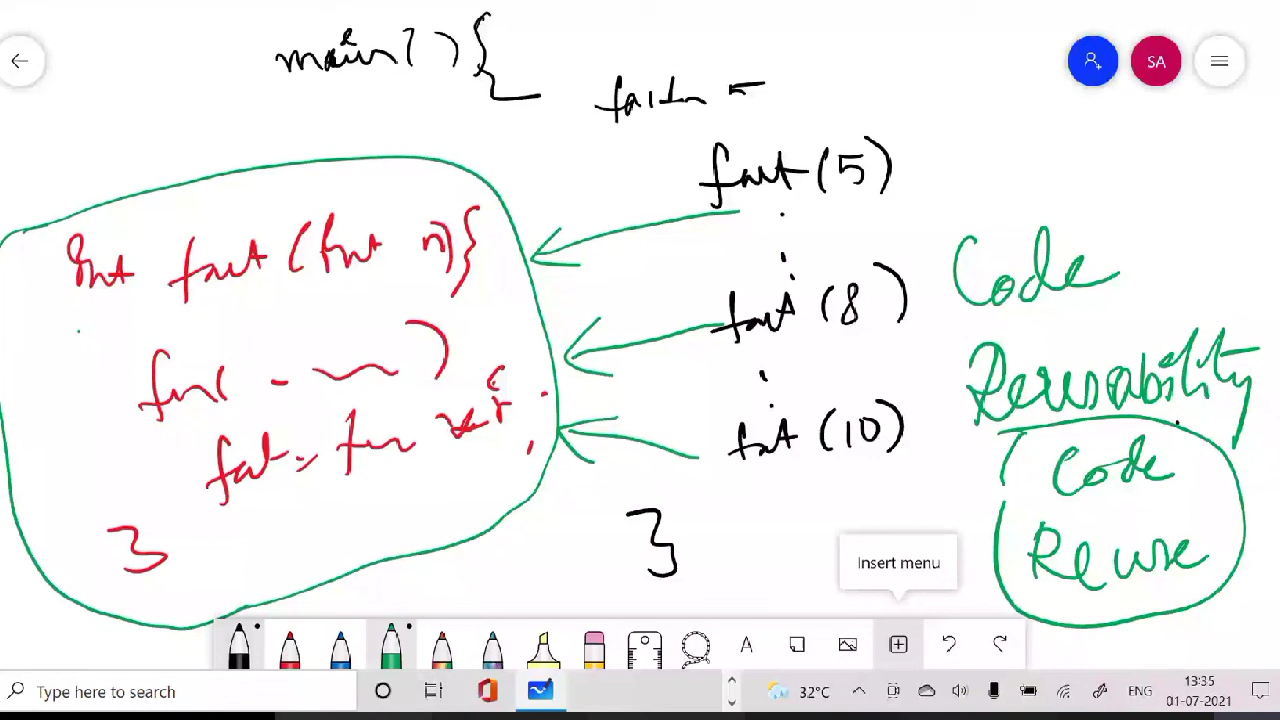 main( ){
SA
fact(5)
int fact(int n){
fact(8)
fact(10)
}
}
Code
Reusability
Code
Reuse
Insert menu
Type here to search
32°C
ENG
13:35
01-07-2021